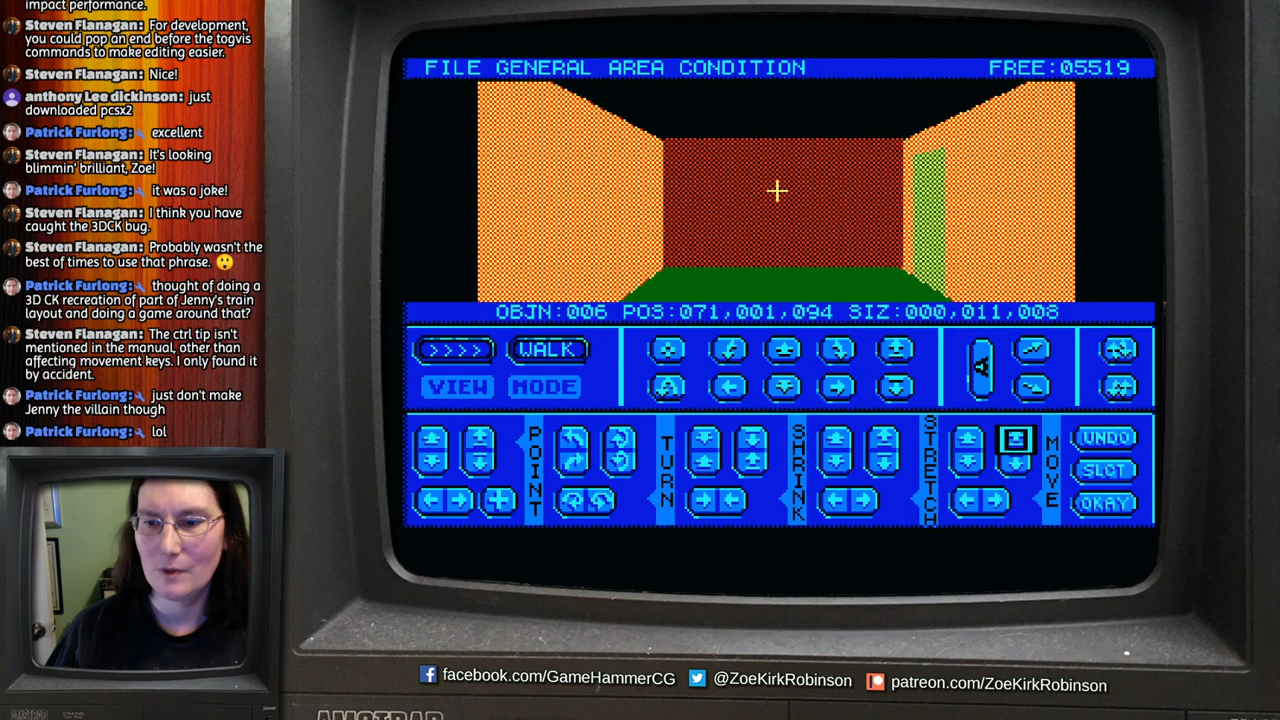 impact performance.
Steven Flanagan: For development,
you could pop an end before the togvis
commands to make editing easier.
Steven Flanagan: Nice!
anthony Lee dickinson: just
downloaded pcsx2
Patrick Furlong: excellent
Steven Flanagan: It's looking
blimmin' brilliant, Zoe!
Patrick Furlong: it was a joke!
Steven Flanagan: I think you have
caught the 3DCK bug.
Steven Flanagan: Probably wasn't the
best of times to use that phrase. 😲
Patrick Furlong: thought of doing a
3D CK recreation of part of Jenny's train
layout and doing a game around that?
Steven Flanagan: The ctrl tip isn't
mentioned in the manual, other than
affecting movement keys. I only found it
by accident.
Patrick Furlong: just don't make
Jenny the villain though
Patrick Furlong: lol
FILE GENERAL AREA CONDITION FREE:05519
OBJN:006 POS:071,001,094 SIZ:000,011,008
>>>> WALK
VIEW MODE
A
POINT
TURN
SHRINK
STRETCH
MOVE
UNDO
SLCT
OKAY
facebook.com/GameHammerCG @ZoeKirkRobinson patreon.com/ZoeKirkRobinson
AMSTRAD